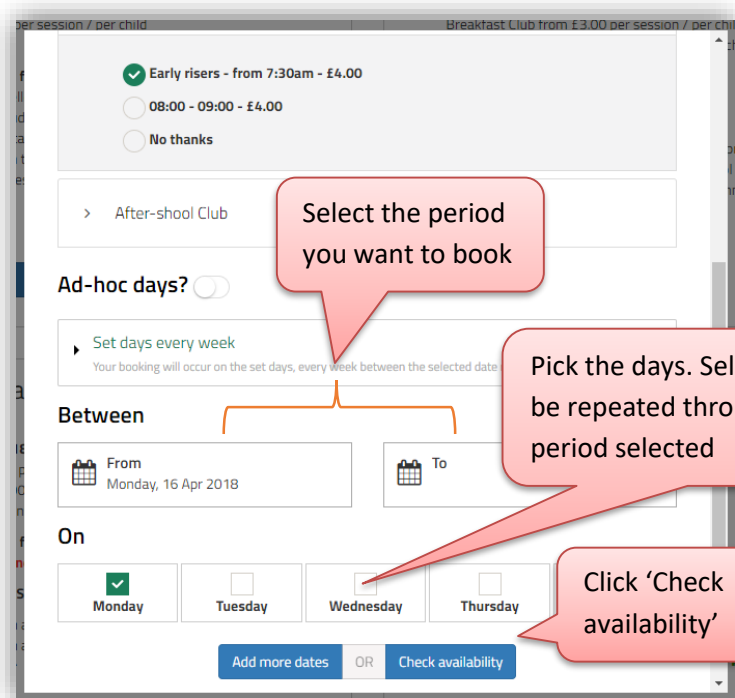 per session / per child
Breakfast Club from £3.00 per session / per chil
Early risers - from 7:30am - £4.00
08:00 - 09:00 - £4.00
No thanks
After-shool Club
Select the period
you want to book
Ad-hoc days?
Set days every week
Your booking will occur on the set days, every week between the selected date
Pick the days. Sel
be repeated thro
period selected
Between
From
Monday, 16 Apr 2018
To
On
Monday
Tuesday
Wednesday
Thursday
Click ‘Check
availability’
Add more dates
OR
Check availability